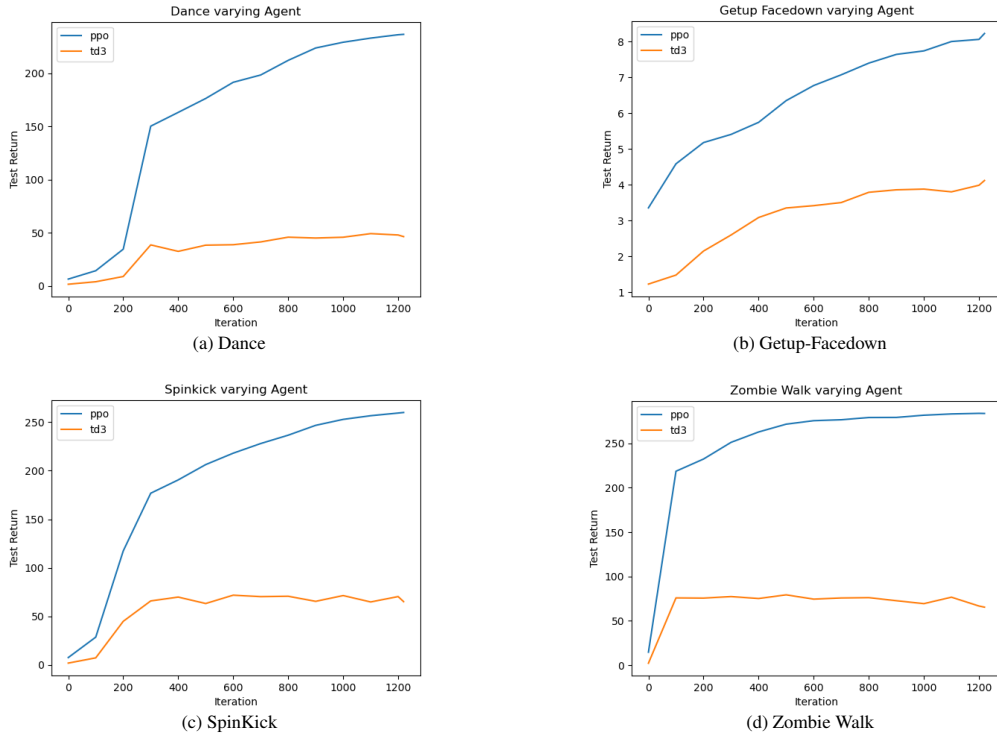 Dance varying Agent
ppo
td3
200
150
100
50
0
Test Return
0 200 400 600 800 1000 1200
Iteration
(a) Dance
Getup Facedown varying Agent
ppo
td3
8
7
6
5
4
3
2
1
Test Return
0 200 400 600 800 1000 1200
Iteration
(b) Getup-Facedown
Spinkick varying Agent
ppo
td3
250
200
150
100
50
0
Test Return
0 200 400 600 800 1000 1200
Iteration
(c) SpinKick
Zombie Walk varying Agent
ppo
td3
250
200
150
100
50
0
Test Return
0 200 400 600 800 1000 1200
Iteration
(d) Zombie Walk